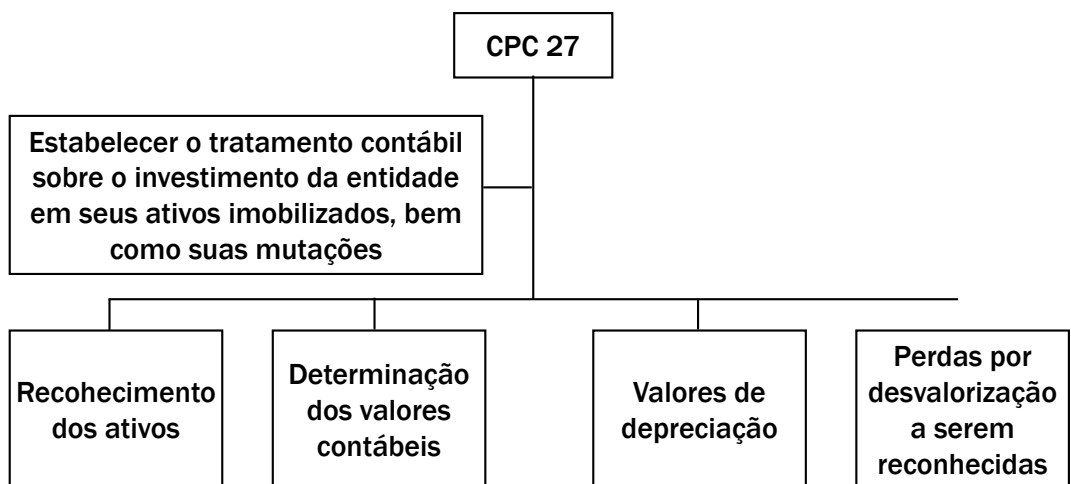 CPC 27
Estabelecer o tratamento contábil
sobre o investimento da entidade
em seus ativos imobilizados, bem
como suas mutações
Recohecimento
dos ativos
Determinação
dos valores
contábeis
Valores de
depreciação
Perdas por
desvalorização
a serem
reconhecidas